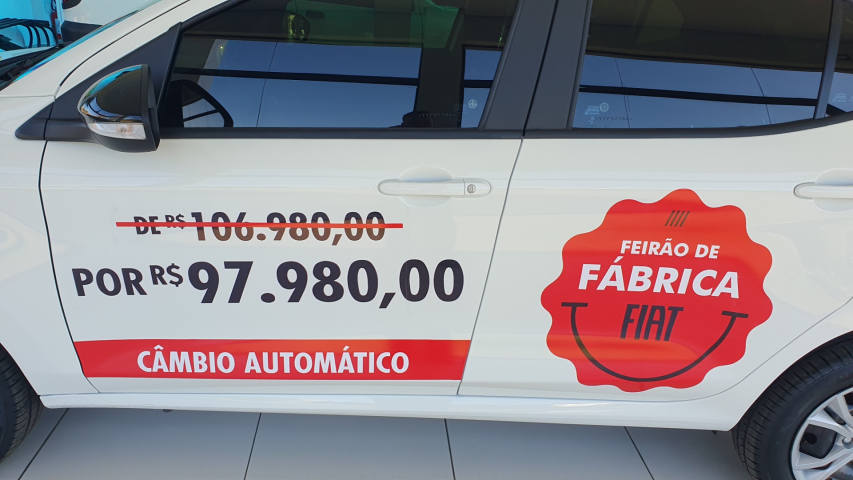 DE R$ 106.980,00
POR R$ 97.980,00
CÂMBIO AUTOMÁTICO
FEIRÃO DE
FÁBRICA
FIAT